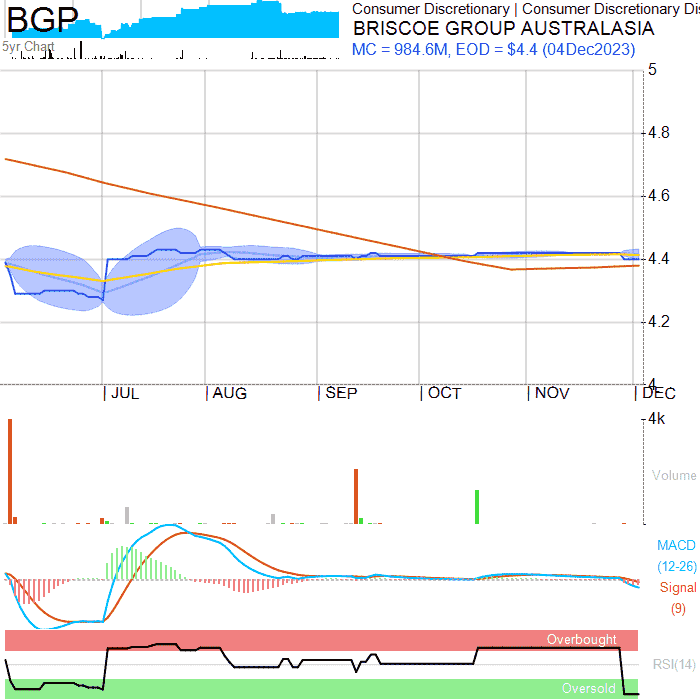 BGP
5yr Chart
Consumer Discretionary | Consumer Discretionary Dis
BRISCOE GROUP AUSTRALASIA
MC = 984.6M, EOD = $4.4 (04Dec2023)
5
4.8
4.6
4.4
4.2
4
JUL AUG SEP OCT NOV DEC
4k
Volume
MACD
(12-26)
Signal
(9)
Overbought
RSI(14)
Oversold